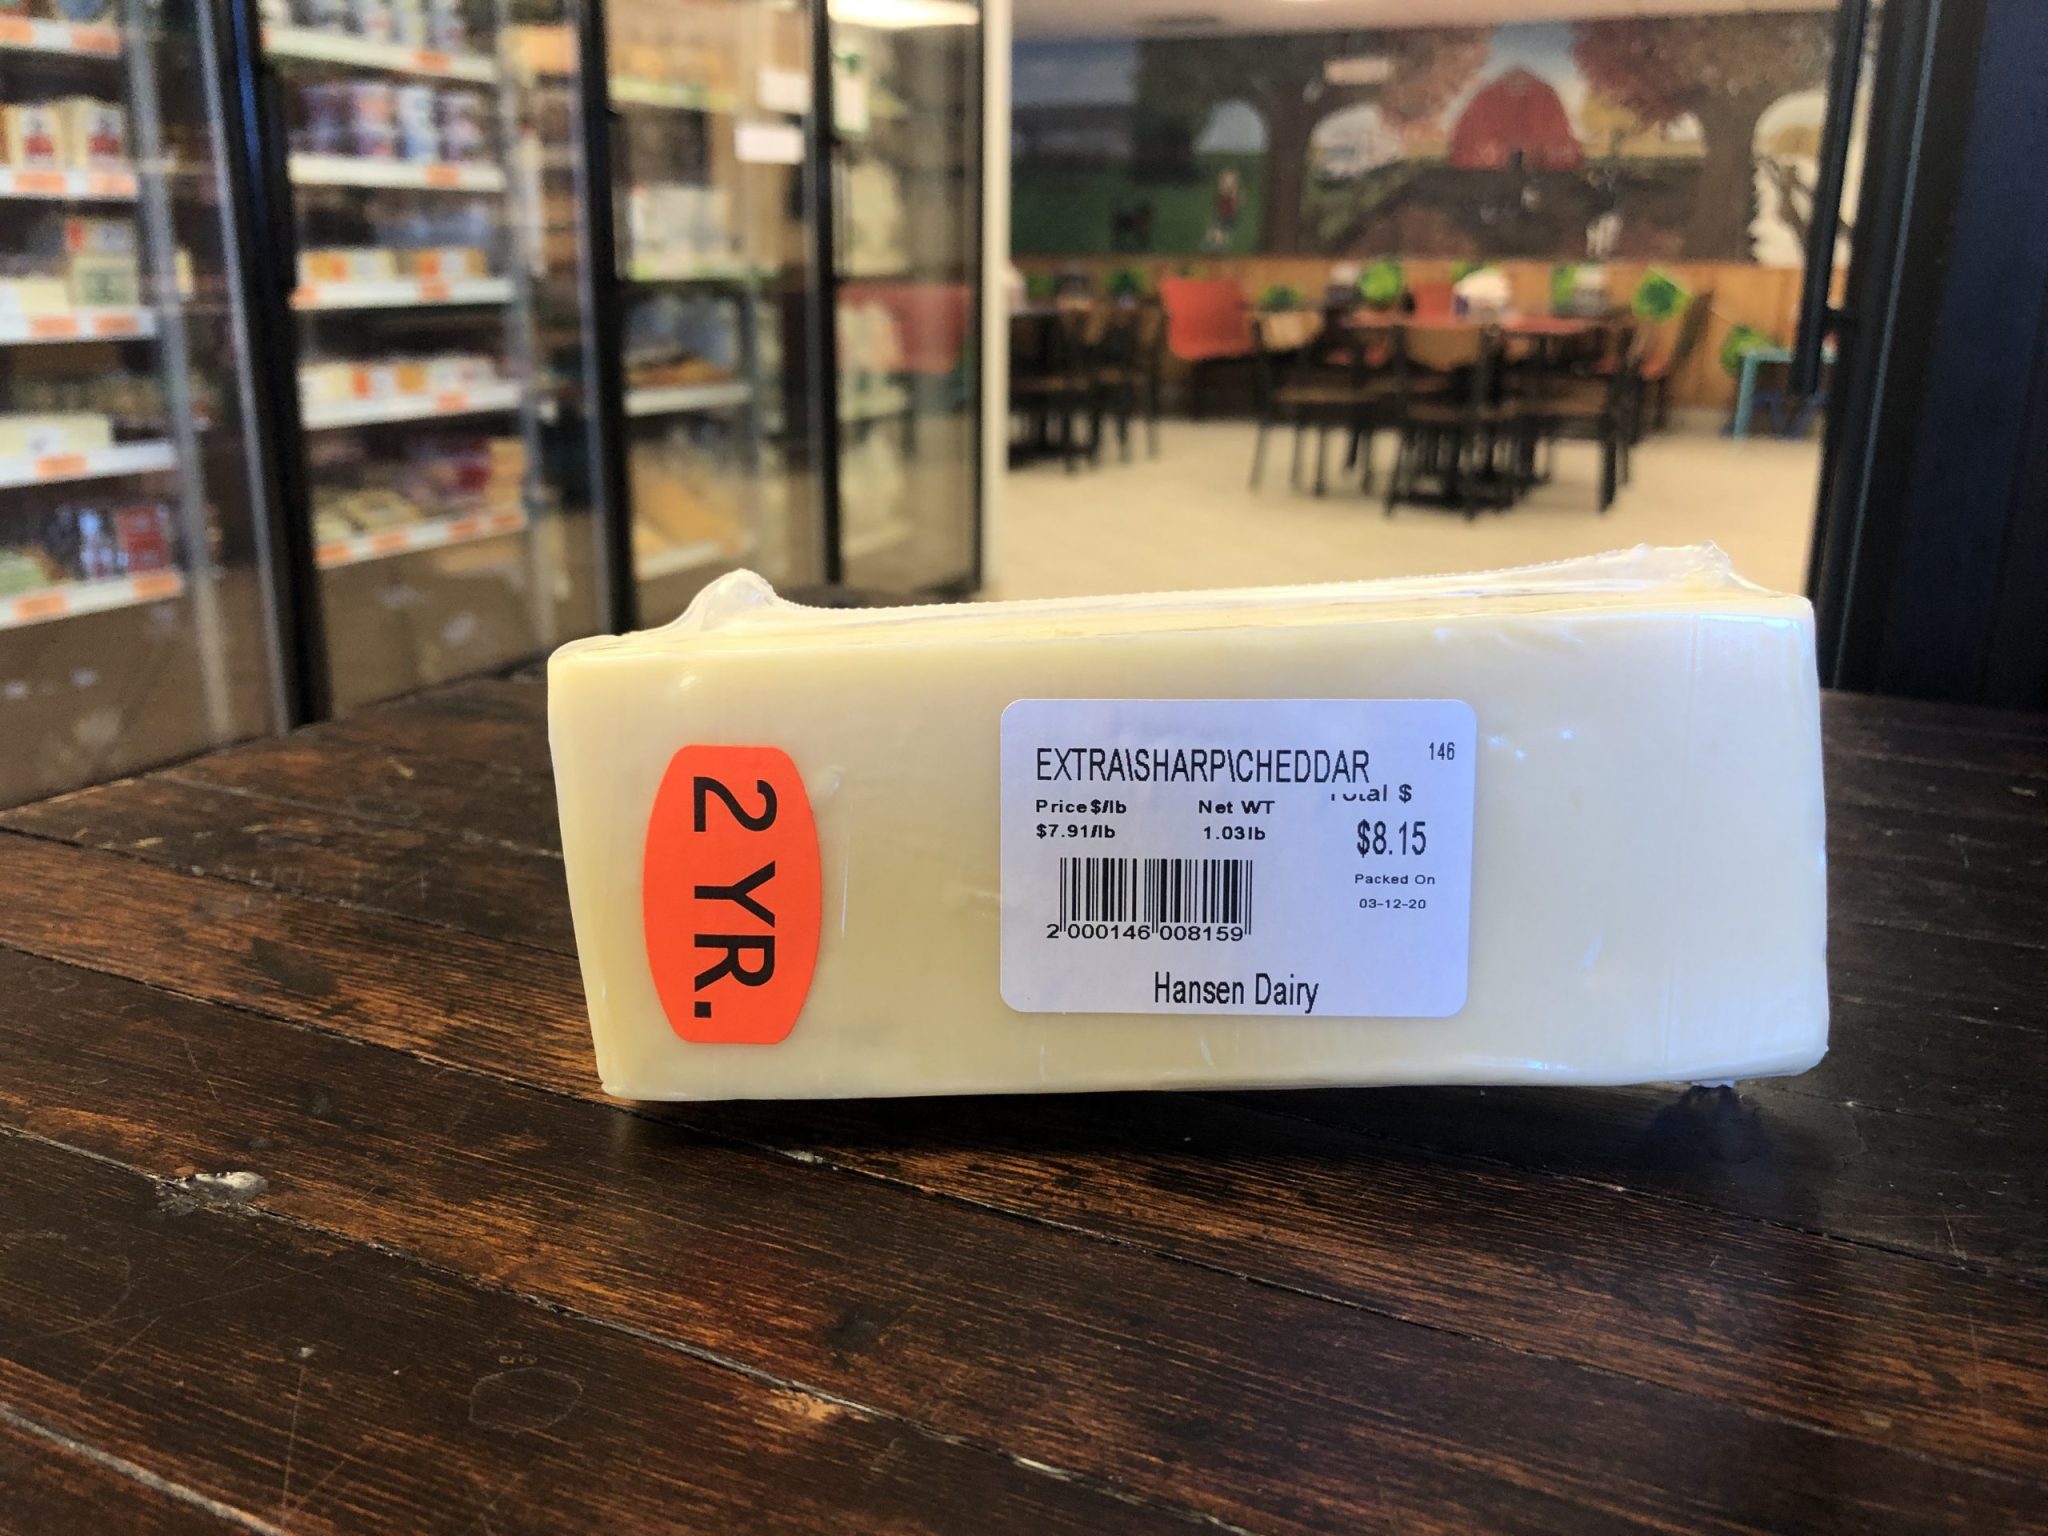 2 YR.
EXTRA\SHARP\CHEDDAR 146
Price $/lb Net WT Total $
$7.91/lb 1.03lb $8.15
Packed On
03-12-20
2 000146 008159
Hansen Dairy